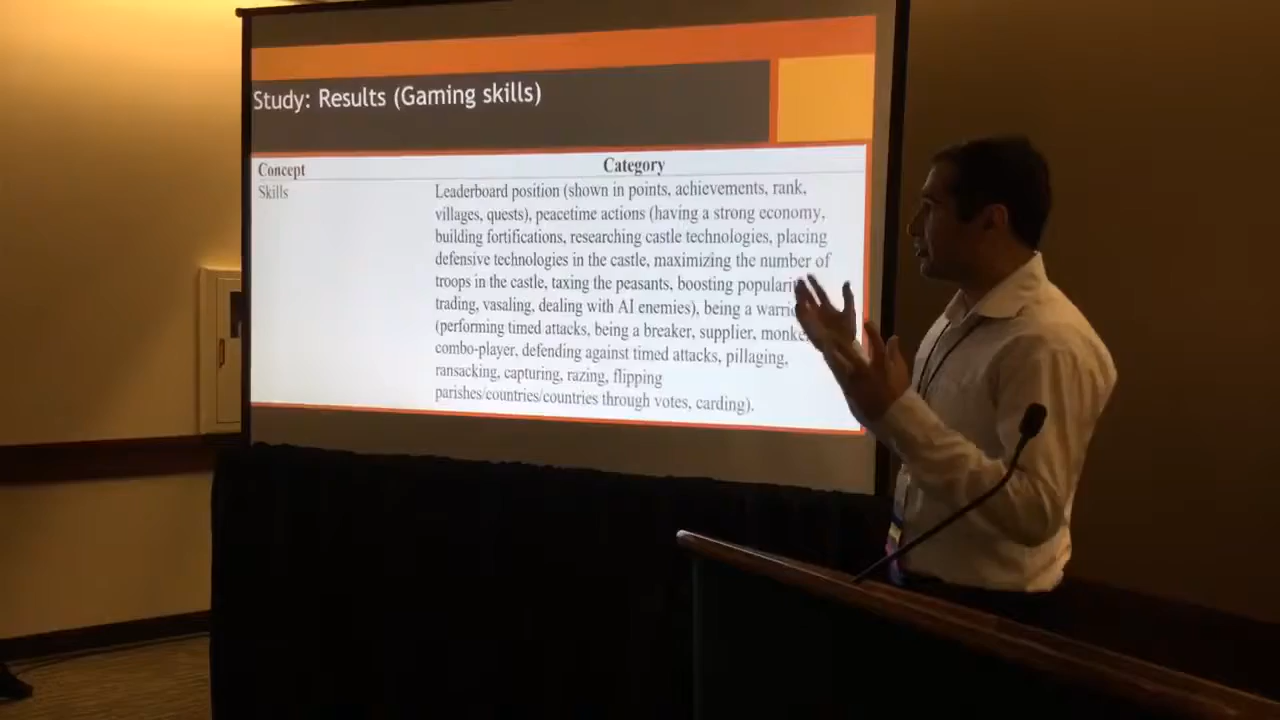 Study: Results (Gaming skills)
Concept Category
Skills Leaderboard position (shown in points, achievements, rank,
villages, quests), peacetime actions (having a strong economy,
building fortifications, researching castle technologies, placing
defensive technologies in the castle, maximizing the number of
troops in the castle, taxing the peasants, boosting
trading, vasaling, dealing with AI enemies), being a
(performing timed attacks, being a breaker, supplier,
combo-player, defending against timed attacks, pillaging,
ransacking, capturing, razing, flipping
parishes/countries/countries through votes, carding).